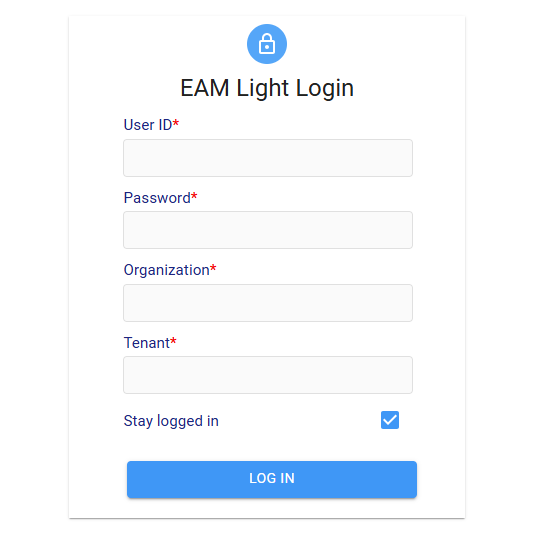 EAM Light Login
User ID*
Password*
Organization*
Tenant*
Stay logged in
LOG IN